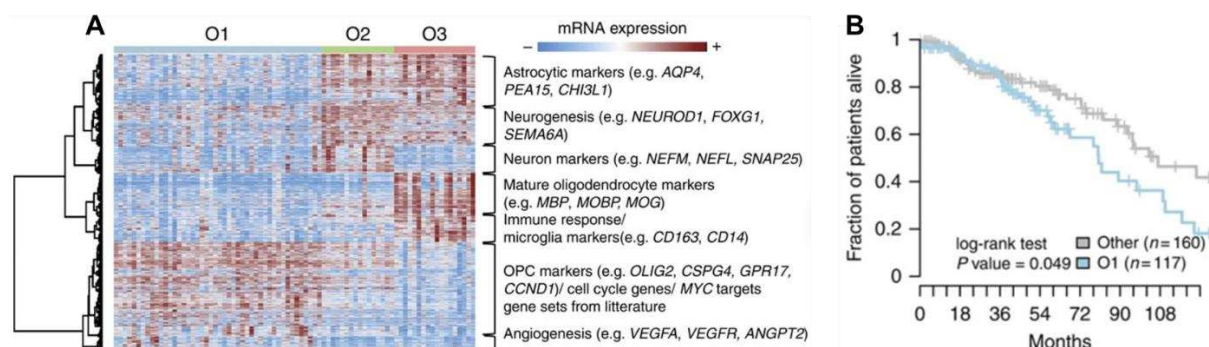 A
O1
O2
O3
mRNA expression
– +
Astrocytic markers (e.g. AQP4,
PEA15, CHI3L1)
Neurogenesis (e.g. NEUROD1, FOXG1,
SEMA6A)
Neuron markers (e.g. NEFM, NEFL, SNAP25)
Mature oligodendrocyte markers
(e.g. MBP, MOBP, MOG)
Immune response/
microglia markers(e.g. CD163, CD14)
OPC markers (e.g. OLIG2, CSPG4, GPR17,
CCND1)/ cell cycle genes/ MYC targets
gene sets from litterature
Angiogenesis (e.g. VEGFA, VEGFR, ANGPT2)
B
Fraction of patients alive
1
0.8
0.6
0.4
0.2
0
log-rank test
P value = 0.049
Other (n=160)
O1 (n=117)
0 18 36 54 72 90 108
Months